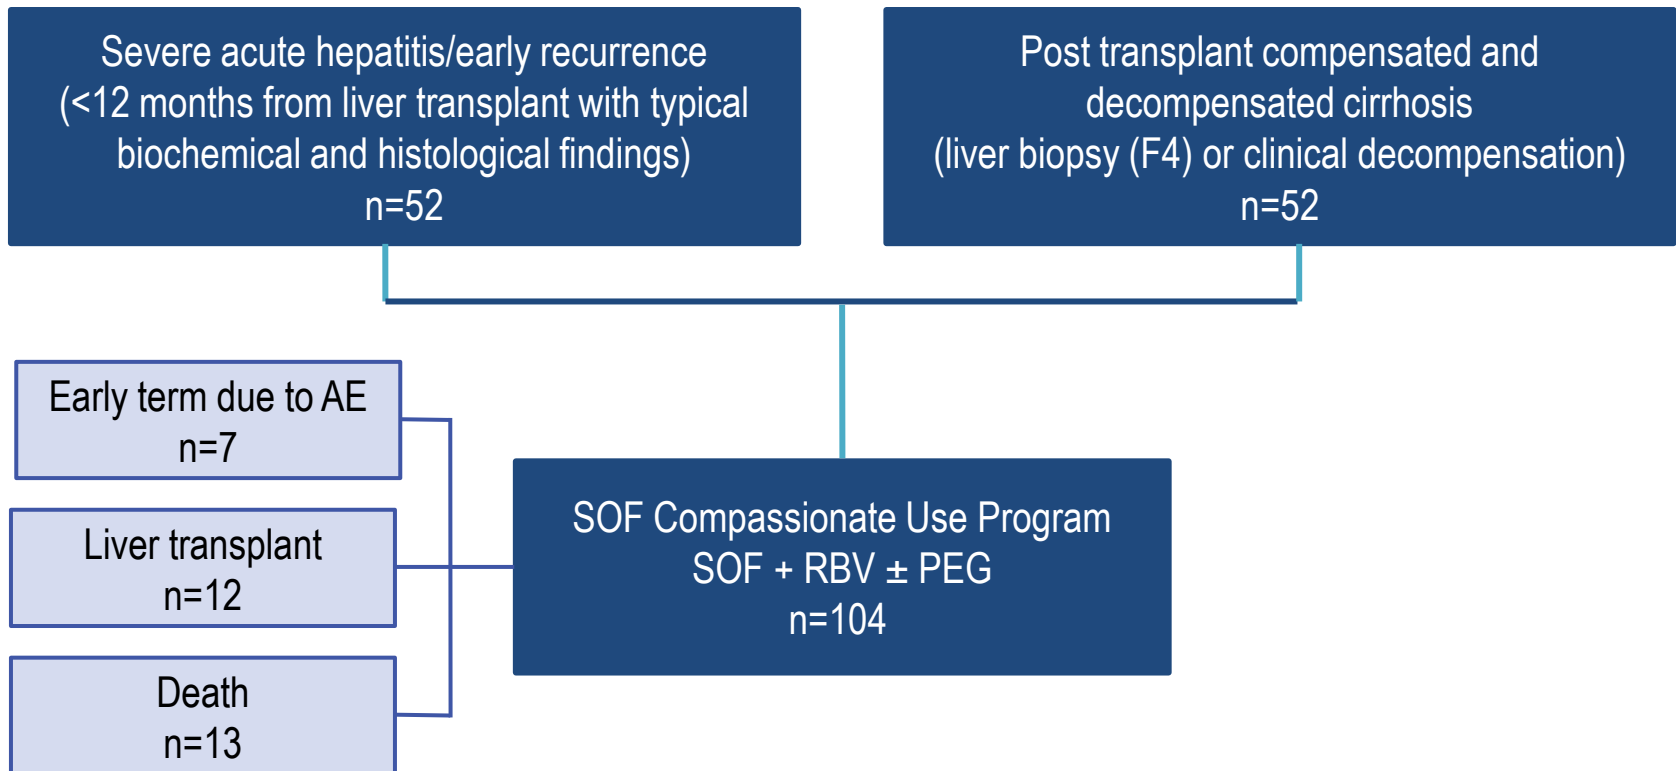 Severe acute hepatitis/early recurrence
(<12 months from liver transplant with typical
biochemical and histological findings)
n=52
Post transplant compensated and
decompensated cirrhosis
(liver biopsy (F4) or clinical decompensation)
n=52
Early term due to AE
n=7
Liver transplant
n=12
Death
n=13
SOF Compassionate Use Program
SOF + RBV ± PEG
n=104